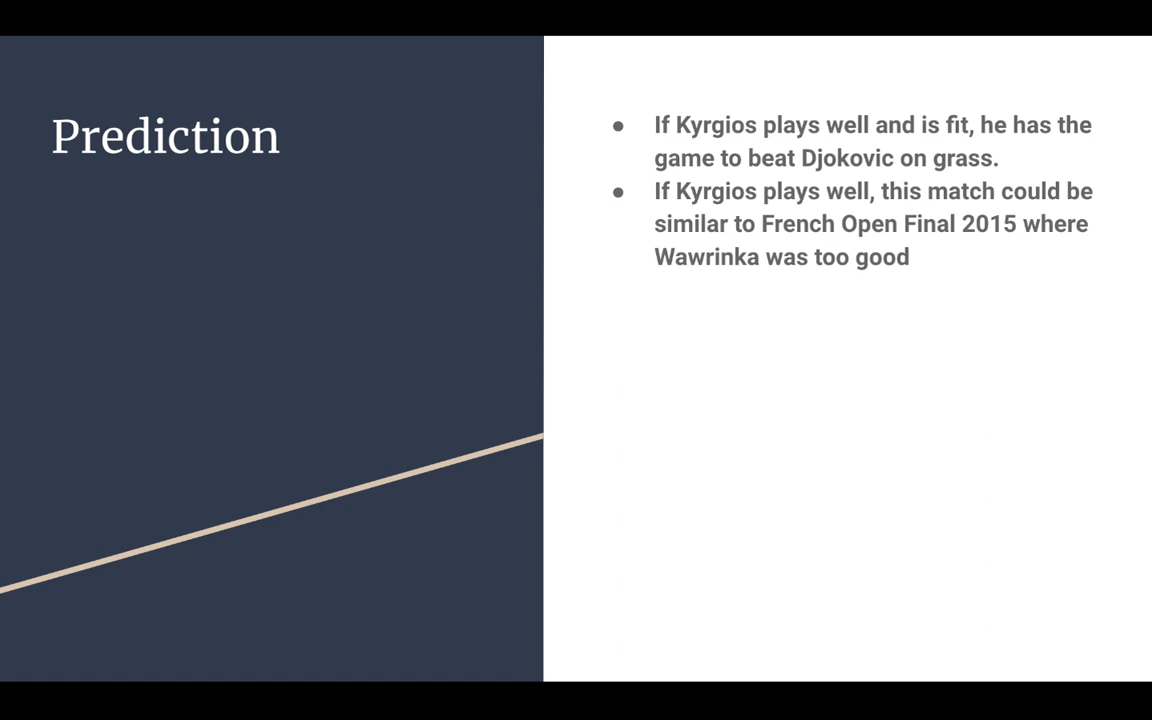 Prediction
● If Kyrgios plays well and is fit, he has the
game to beat Djokovic on grass.
● If Kyrgios plays well, this match could be
similar to French Open Final 2015 where
Wawrinka was too good